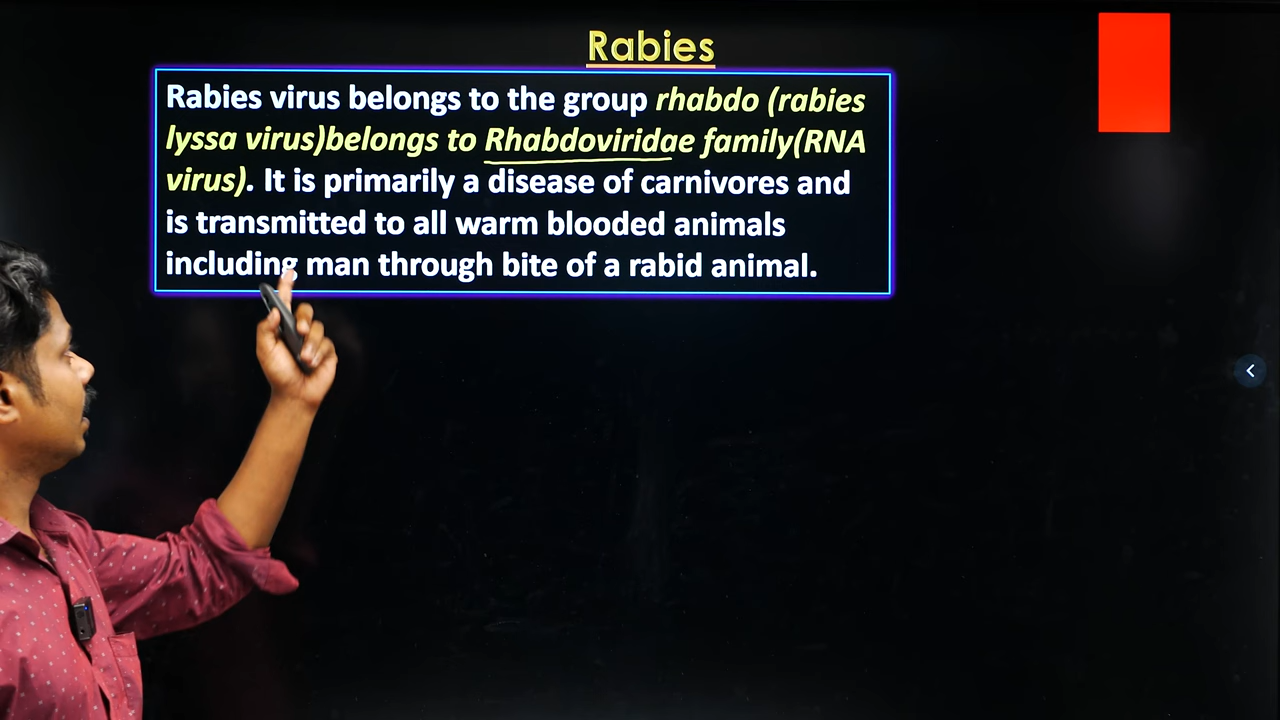 Rabies
Rabies virus belongs to the group rhabdo (rabies
lyssa virus)belongs to Rhabdoviridae family(RNA
virus). It is primarily a disease of carnivores and
is transmitted to all warm blooded animals
including man through bite of a rabid animal.